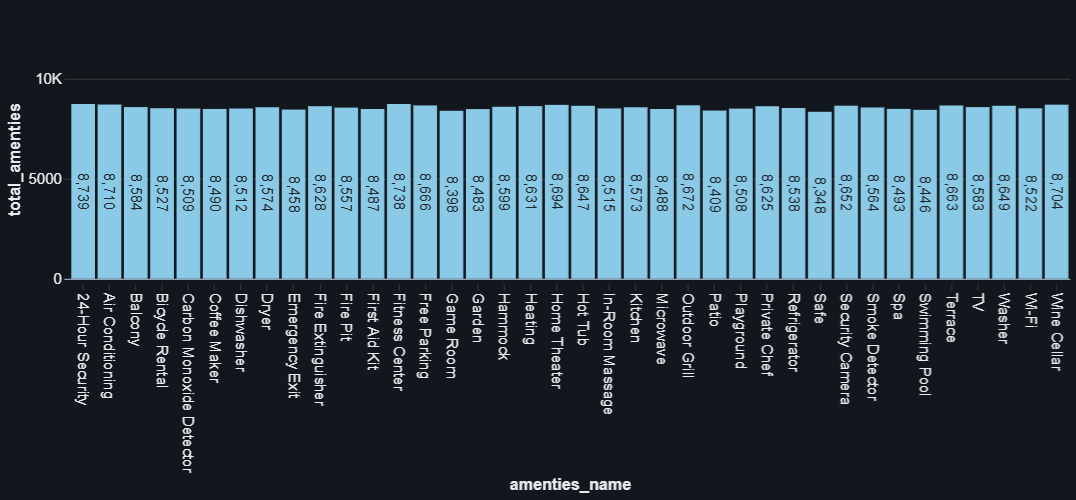 10K
5000
0
total_amenties
8,739
8,710
8,584
8,527
8,509
8,490
8,512
8,574
8,458
8,628
8,557
8,487
8,738
8,666
8,398
8,483
8,599
8,631
8,694
8,647
8,515
8,573
8,488
8,672
8,409
8,508
8,625
8,538
8,348
8,652
8,564
8,493
8,446
8,663
8,583
8,649
8,522
8,704
24-Hour Security
Air Conditioning
Balcony
Bicycle Rental
Carbon Monoxide Detector
Coffee Maker
Dishwasher
Dryer
Emergency Exit
Fire Extinguisher
Fire Pit
First Aid Kit
Fitness Center
Free Parking
Game Room
Garden
Hammock
Heating
Home Theater
Hot Tub
In-Room Massage
Kitchen
Microwave
Outdoor Grill
Patio
Playground
Private Chef
Refrigerator
Safe
Security Camera
Smoke Detector
Spa
Swimming Pool
Terrace
TV
Washer
Wi-Fi
Wine Cellar
amenties_name